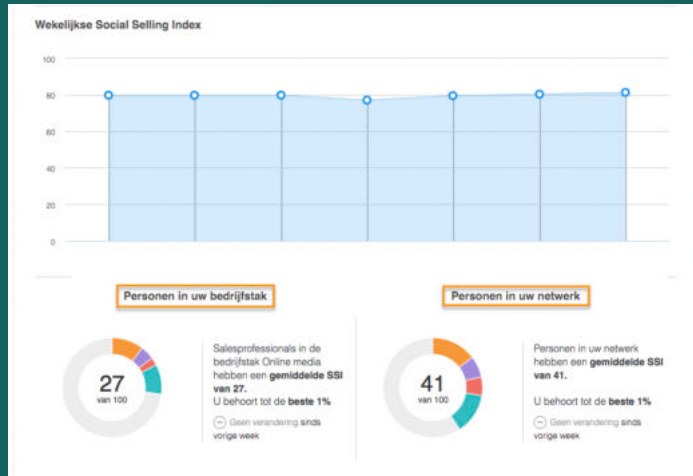 Wekelijkse Social Selling Index
100
80
60
40
20
0
Personen in uw bedrijfstak
27
van 100
Salesprofessionals in de
bedrijfstak Online media
hebben een gemiddelde SSI
van 27.
U behoort tot de beste 1%
Geen verandering sinds
vorige week
Personen in uw netwerk
41
van 100
Personen in uw netwerk
hebben een gemiddelde SSI
van 41.
U behoort tot de beste 1%
Geen verandering sinds
vorige week